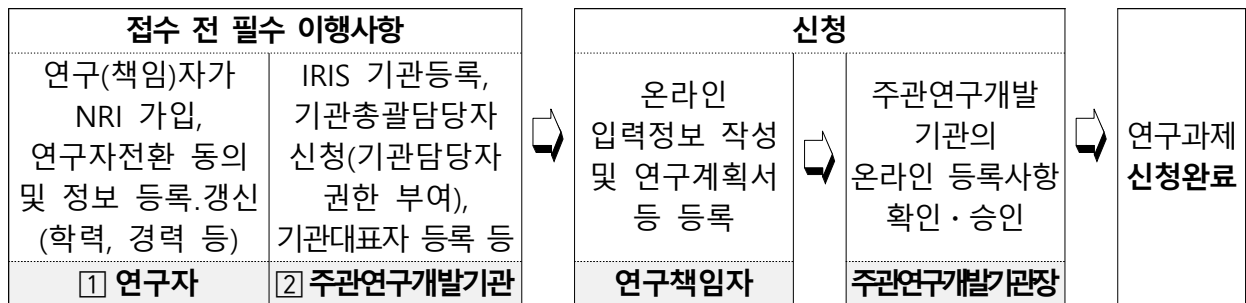 접수 전 필수 이행사항
연구(책임)자가
NRI 가입,
연구자전환 동의
및 정보 등록.갱신
(학력, 경력 등)
1 연구자
IRIS 기관등록,
기관총괄담당자
신청(기관담당자
권한 부여),
기관대표자 등록 등
2 주관연구개발기관
신청
온라인
입력정보 작성
및 연구계획서
등 등록
연구책임자
주관연구개발
기관의
온라인 등록사항
확인・승인
주관연구개발기관장
연구과제
신청완료